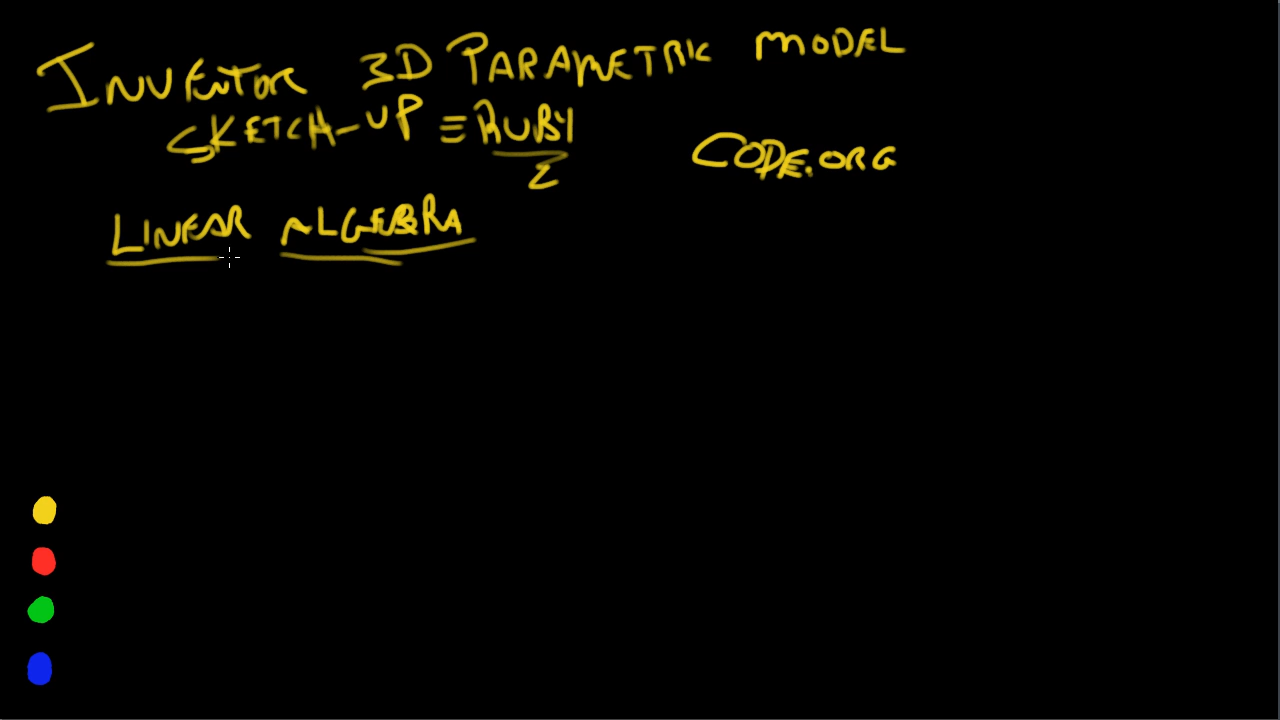 INVENTOR 3D PARAMETRIC MODEL
SKETCH-UP ≡ RUBY
2
CODE.ORG
LINEAR ALGEBRA